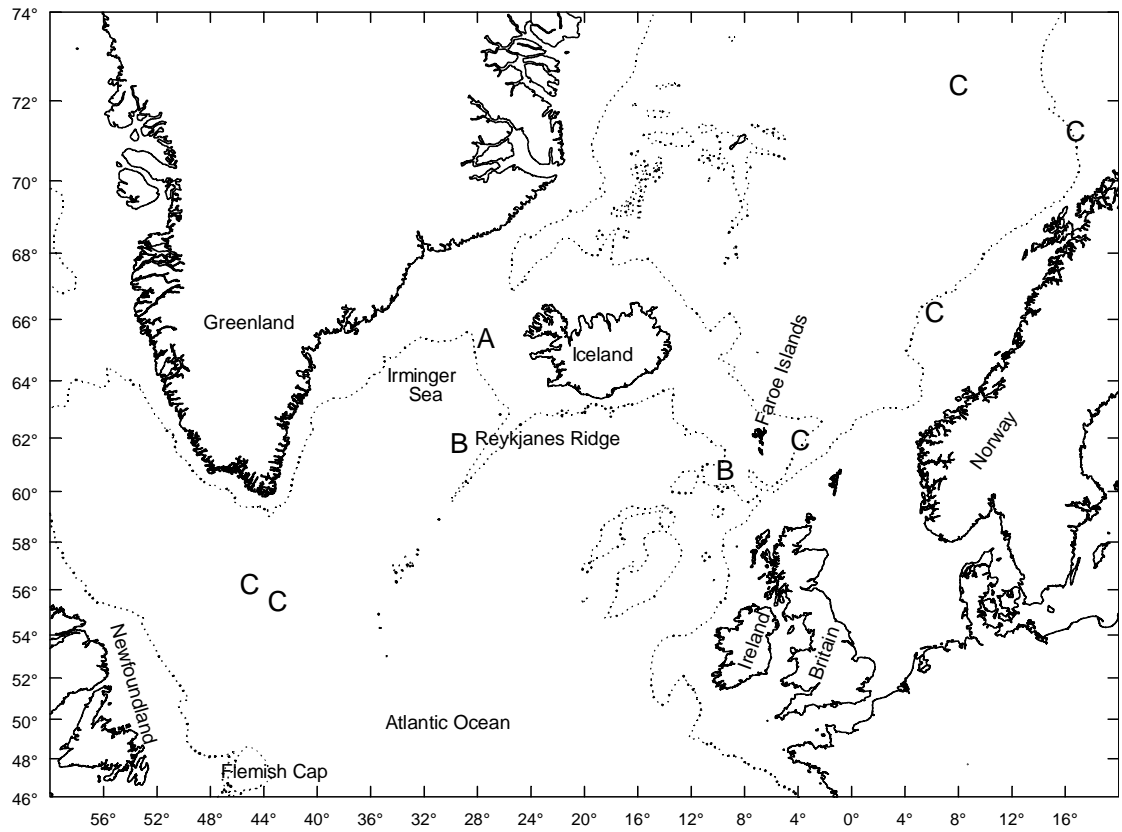 74°
72°
C
C
70°
68°
66°
Greenland
A
Iceland
C
64°
Irminger
Sea
Faroe Islands
62°
B
Reykjanes Ridge
C
Norway
60°
B
58°
56°
C
C
54°
Newfoundland
Ireland
Britain
52°
50°
Atlantic Ocean
48°
Flemish Cap
46°
56° 52° 48° 44° 40° 36° 32° 28° 24° 20° 16° 12° 8° 4° 0° 4° 8° 12° 16°